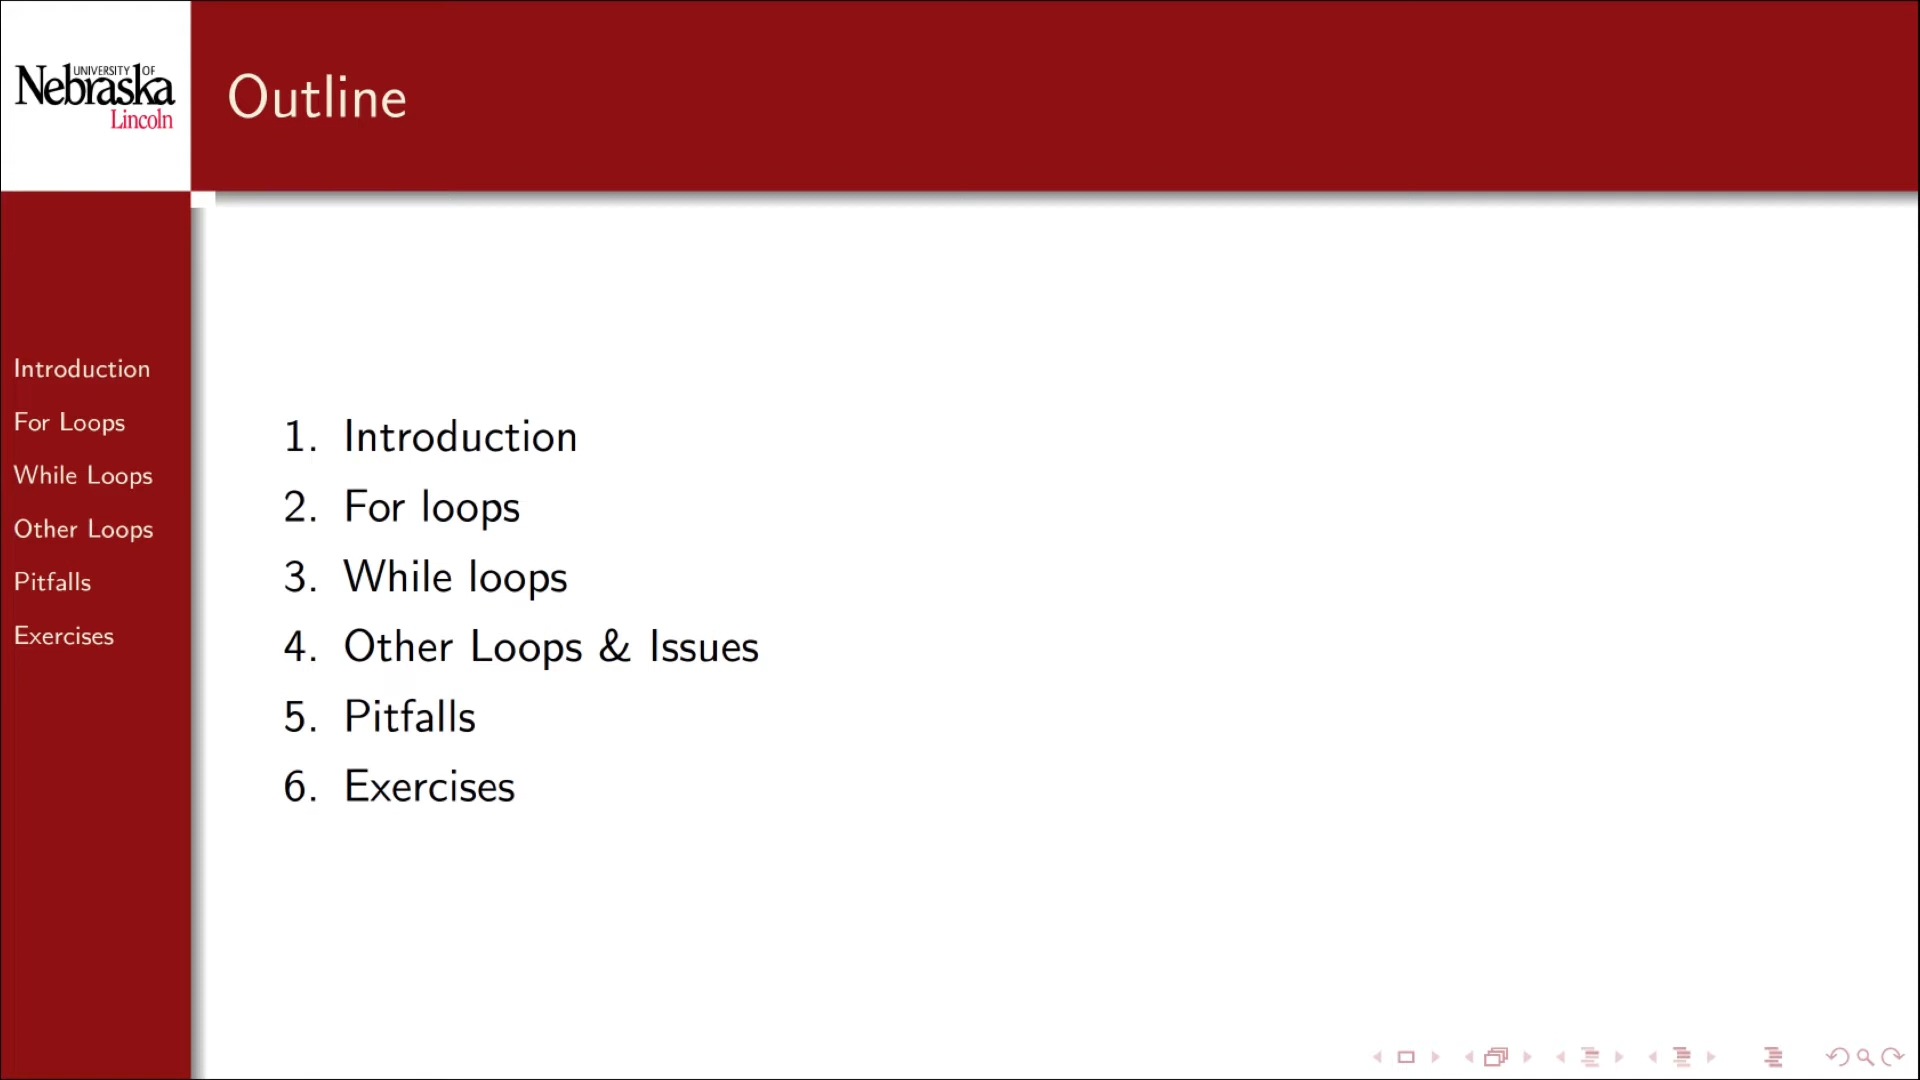 UNIVERSITY OF
Nebraska
Lincoln
Outline
Introduction
For Loops
While Loops
Other Loops
Pitfalls
Exercises
1. Introduction
2. For loops
3. While loops
4. Other Loops & Issues
5. Pitfalls
6. Exercises